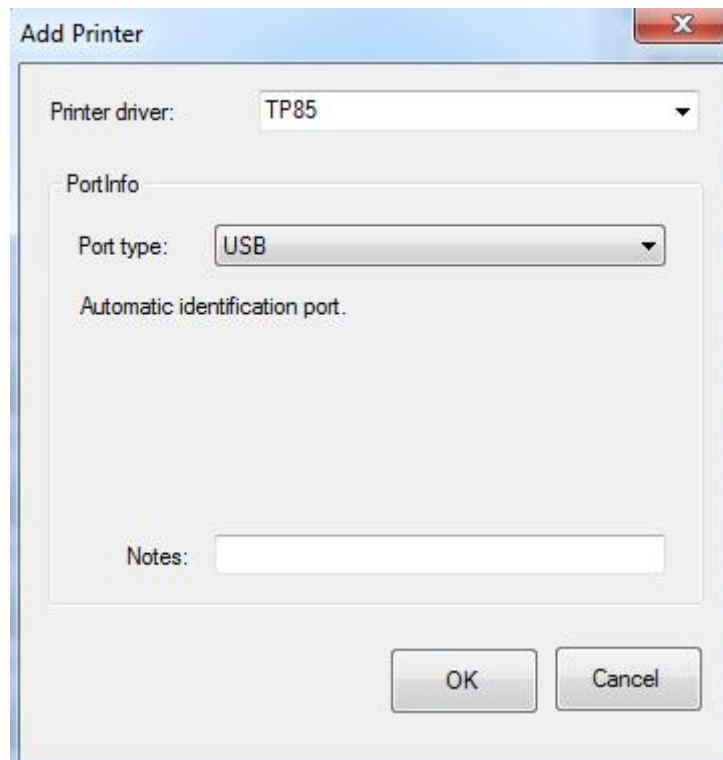 Add Printer
Printer driver: TP85
PortInfo
Port type: USB
Automatic identification port.
Notes:
OK Cancel